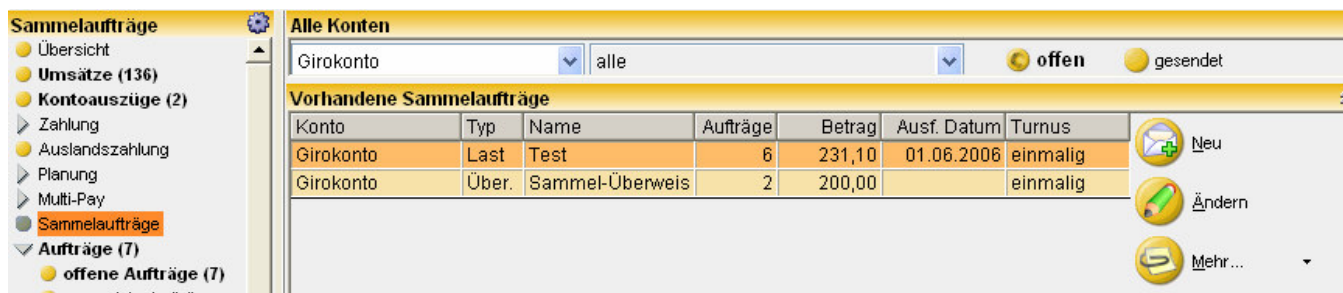 Sammelaufträge
Übersicht
Umsätze (136)
Kontoauszüge (2)
Zahlung
Auslandszahlung
Planung
Multi-Pay
Sammelaufträge
Aufträge (7)
offene Aufträge (7)
Alle Konten
Girokonto alle offen gesendet
Vorhandene Sammelaufträge
Konto Typ Name Aufträge Betrag Ausf. Datum Turnus
Girokonto Last Test 6 231,10 01.06.2006 einmalig
Girokonto Über. Sammel-Überweis 2 200,00 einmalig
Neu
Ändern
Mehr...